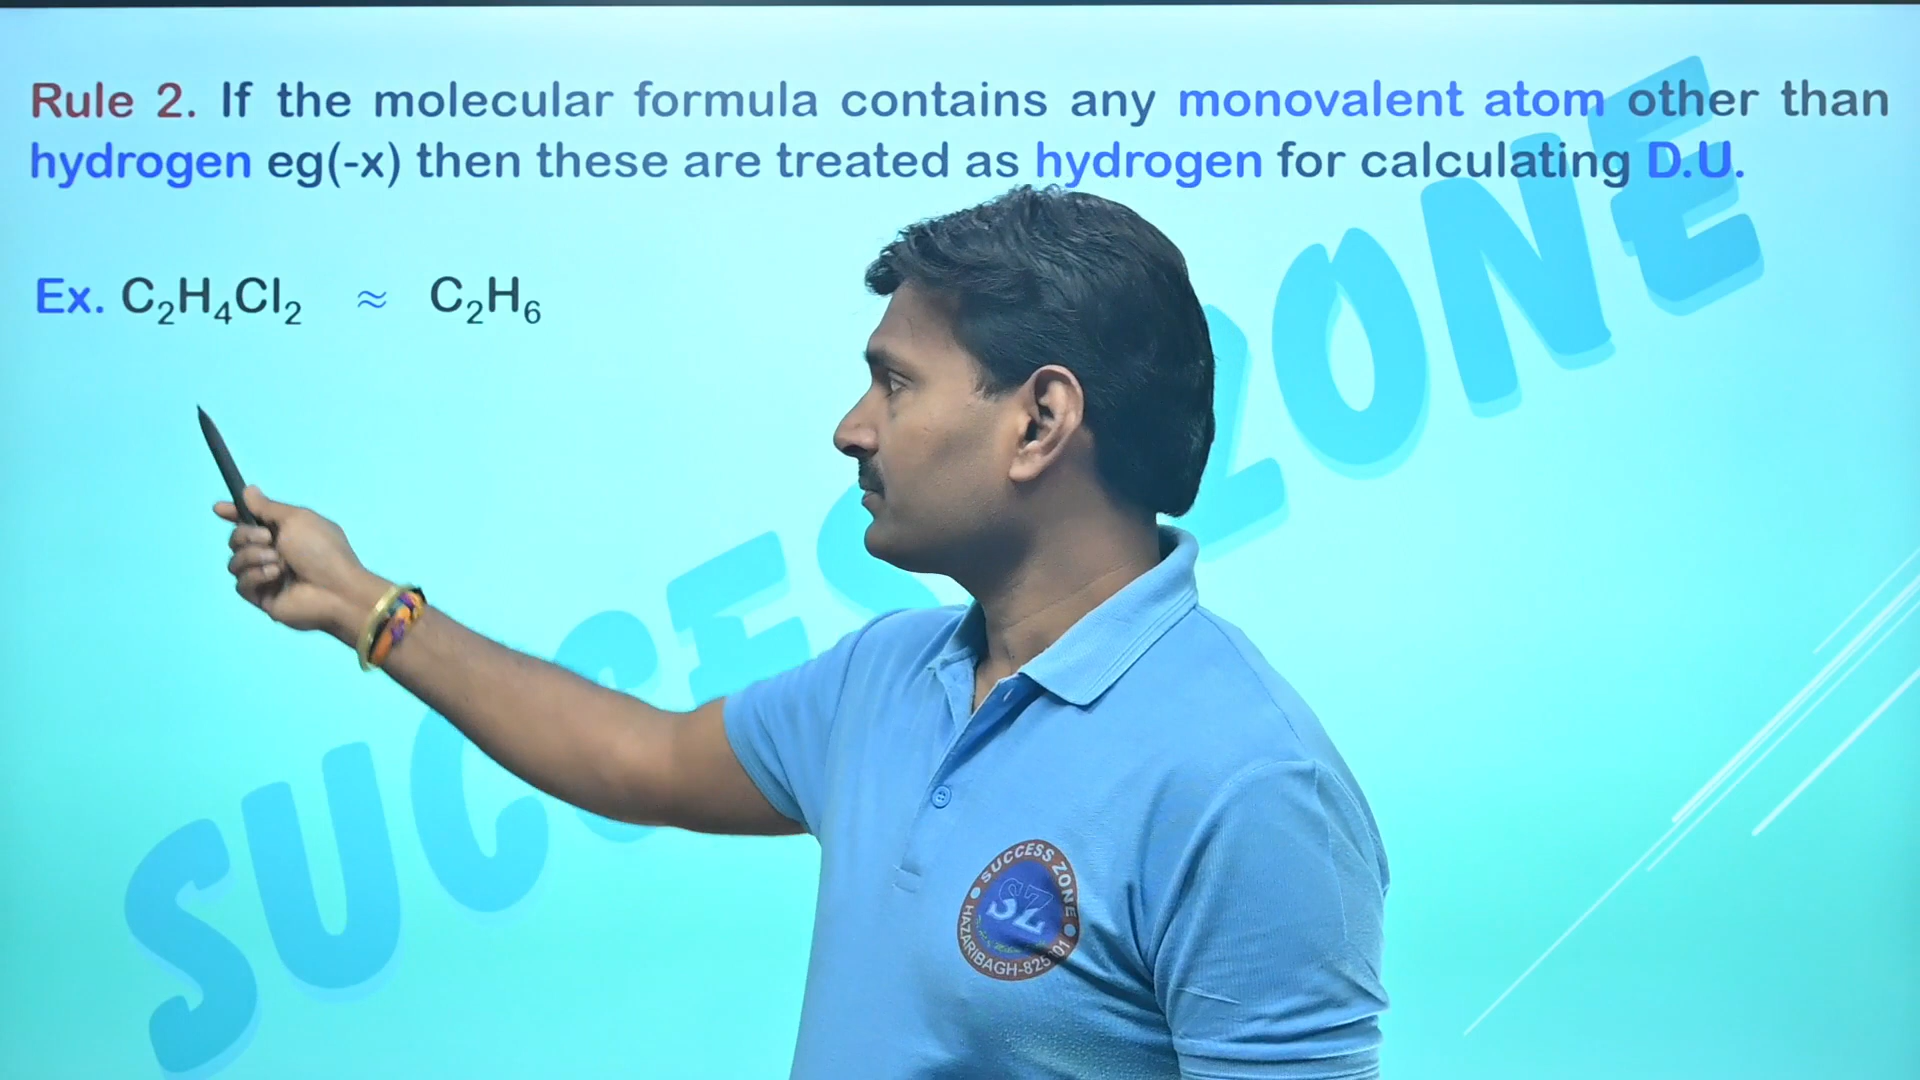 Rule 2. If the molecular formula contains any monovalent atom other than
hydrogen eg(-x) then these are treated as hydrogen for calculating D.U.
Ex. C₂H₄Cl₂ ≈ C₂H₆
SUCCESS ZONE
SUCCESS ZONE
SZ
HAZARIBAGH-825301